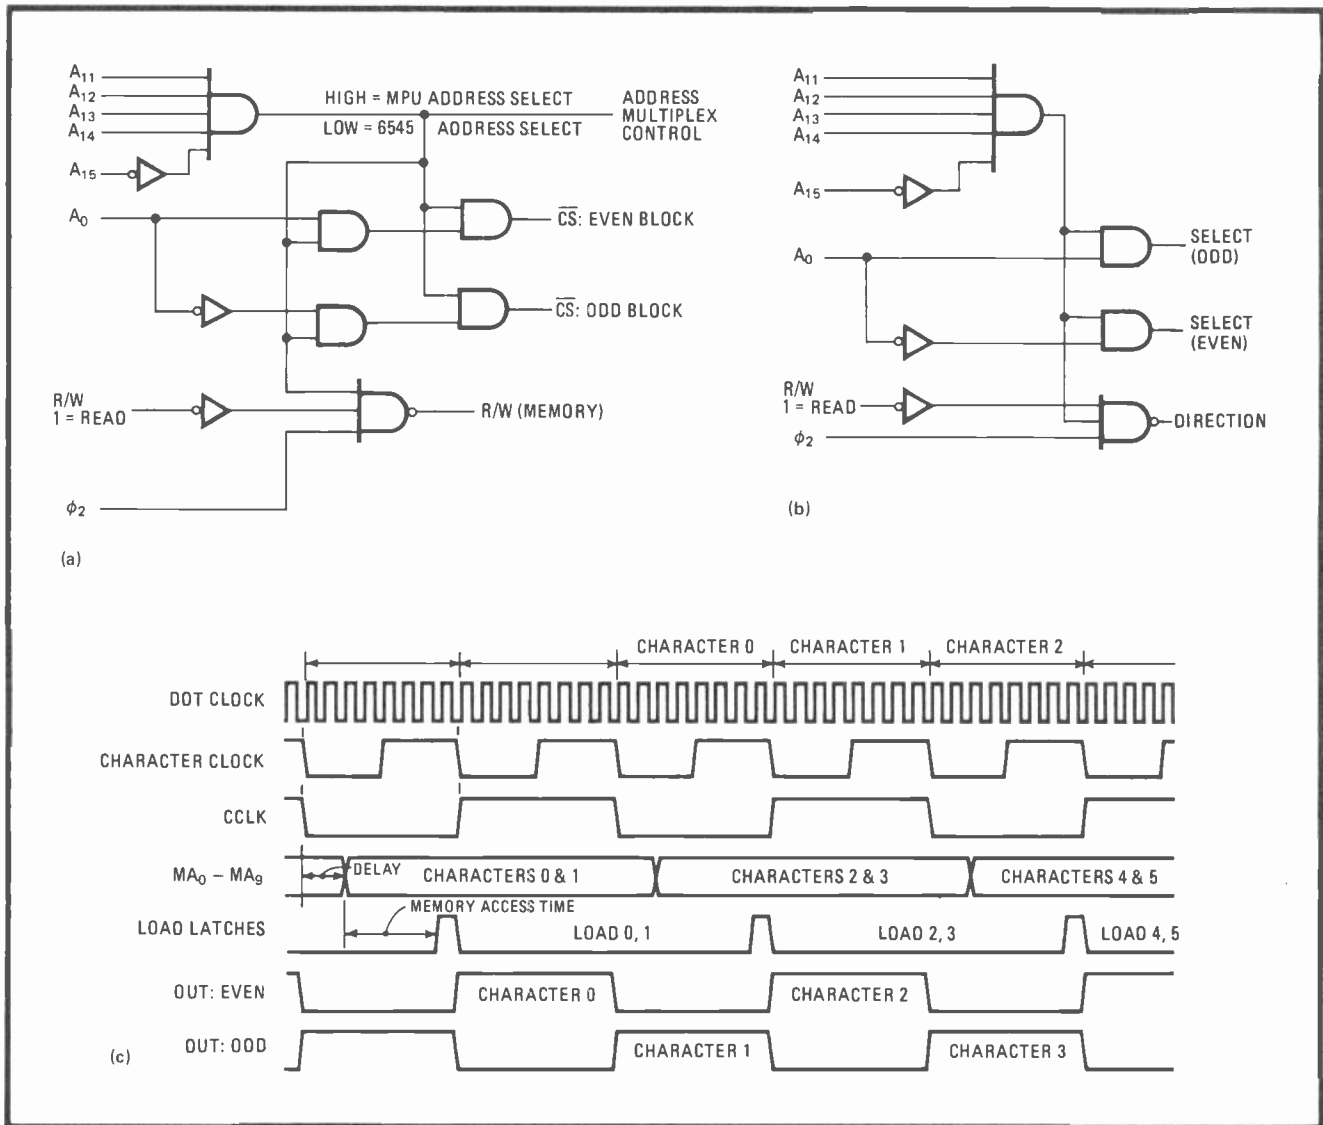 A11
A12
A13
A14
A15
A0
HIGH = MPU ADDRESS SELECT
LOW = 6545 ADDRESS SELECT
ADDRESS
MULTIPLEX
CONTROL
CS: EVEN BLOCK
CS: ODD BLOCK
R/W
1 = READ
R/W (MEMORY)
ϕ2
(a)
A11
A12
A13
A14
A15
A0
SELECT
(ODD)
SELECT
(EVEN)
R/W
1 = READ
ϕ2
DIRECTION
(b)
CHARACTER 0
CHARACTER 1
CHARACTER 2
DOT CLOCK
CHARACTER CLOCK
CCLK
MA0 – MA9
DELAY
CHARACTERS 0 & 1
CHARACTERS 2 & 3
CHARACTERS 4 & 5
MEMORY ACCESS TIME
LOAD LATCHES
LOAD 0, 1
LOAD 2, 3
LOAD 4, 5
OUT: EVEN
CHARACTER 0
CHARACTER 2
OUT: ODD
CHARACTER 1
CHARACTER 3
(c)